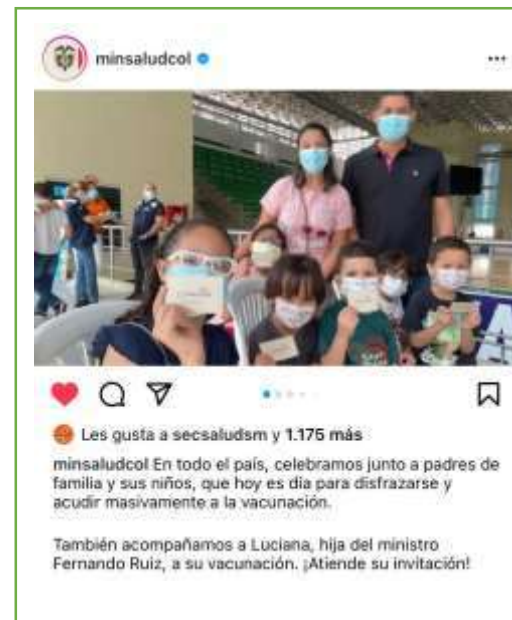 minsaludcol
Les gusta a secsaludsm y 1.175 más
minsaludcol En todo el país, celebramos junto a padres de
familia y sus niños, que hoy es día para disfrazarse y
acudir masivamente a la vacunación.
También acompañamos a Luciana, hija del ministro
Fernando Ruiz, a su vacunación. ¡Atiende su invitación!